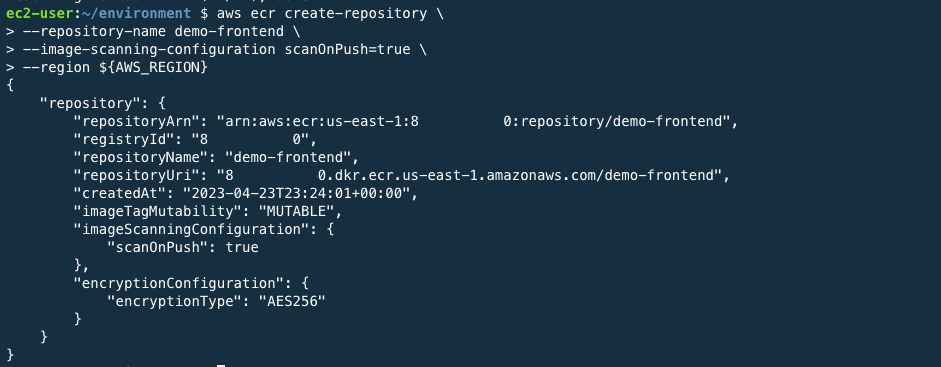 ec2-user:~/environment $ aws ecr create-repository \
> --repository-name demo-frontend \
> --image-scanning-configuration scanOnPush=true \
> --region ${AWS_REGION}
{
    "repository": {
        "repositoryArn": "arn:aws:ecr:us-east-1:8          0:repository/demo-frontend",
        "registryId": "8          0",
        "repositoryName": "demo-frontend",
        "repositoryUri": "8          0.dkr.ecr.us-east-1.amazonaws.com/demo-frontend",
        "createdAt": "2023-04-23T23:24:01+00:00",
        "imageTagMutability": "MUTABLE",
        "imageScanningConfiguration": {
            "scanOnPush": true
        },
        "encryptionConfiguration": {
            "encryptionType": "AES256"
        }
    }
}